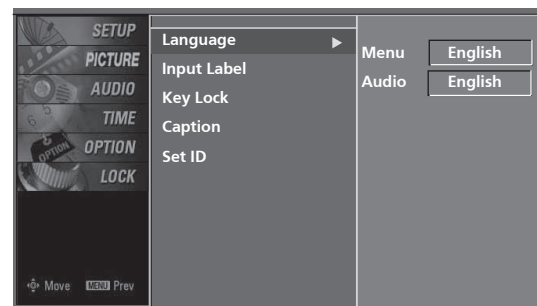 SETUP
PICTURE
AUDIO
TIME
OPTION
LOCK
Move MENU Prev
Language ▶
Input Label
Key Lock
Caption
Set ID
Menu English
Audio English